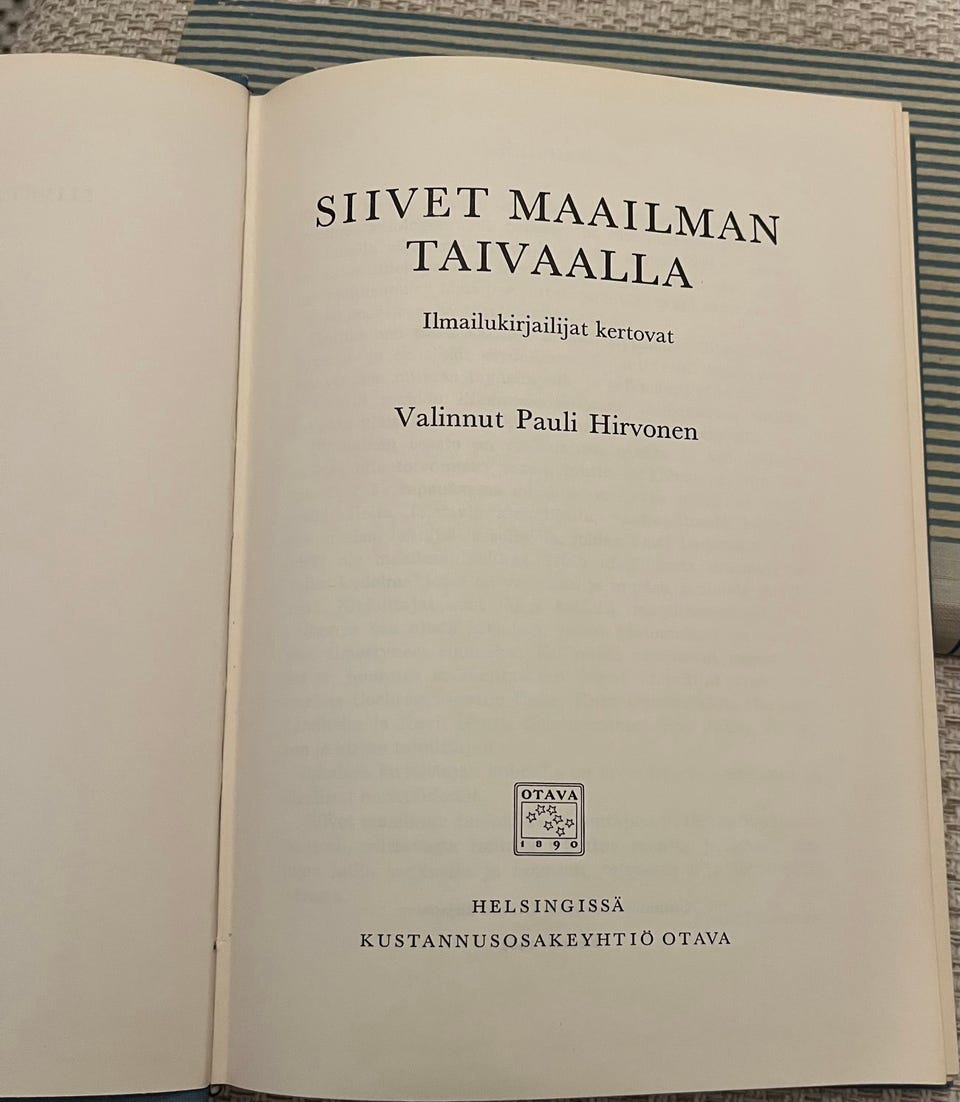 SIIVET MAAILMAN
TAIVAALLA
Ilmailukirjailijat kertovat
Valinnut Pauli Hirvonen
OTAVA
1890
HELSINGISSÄ
KUSTANNUSOSAKEYHTIÖ OTAVA